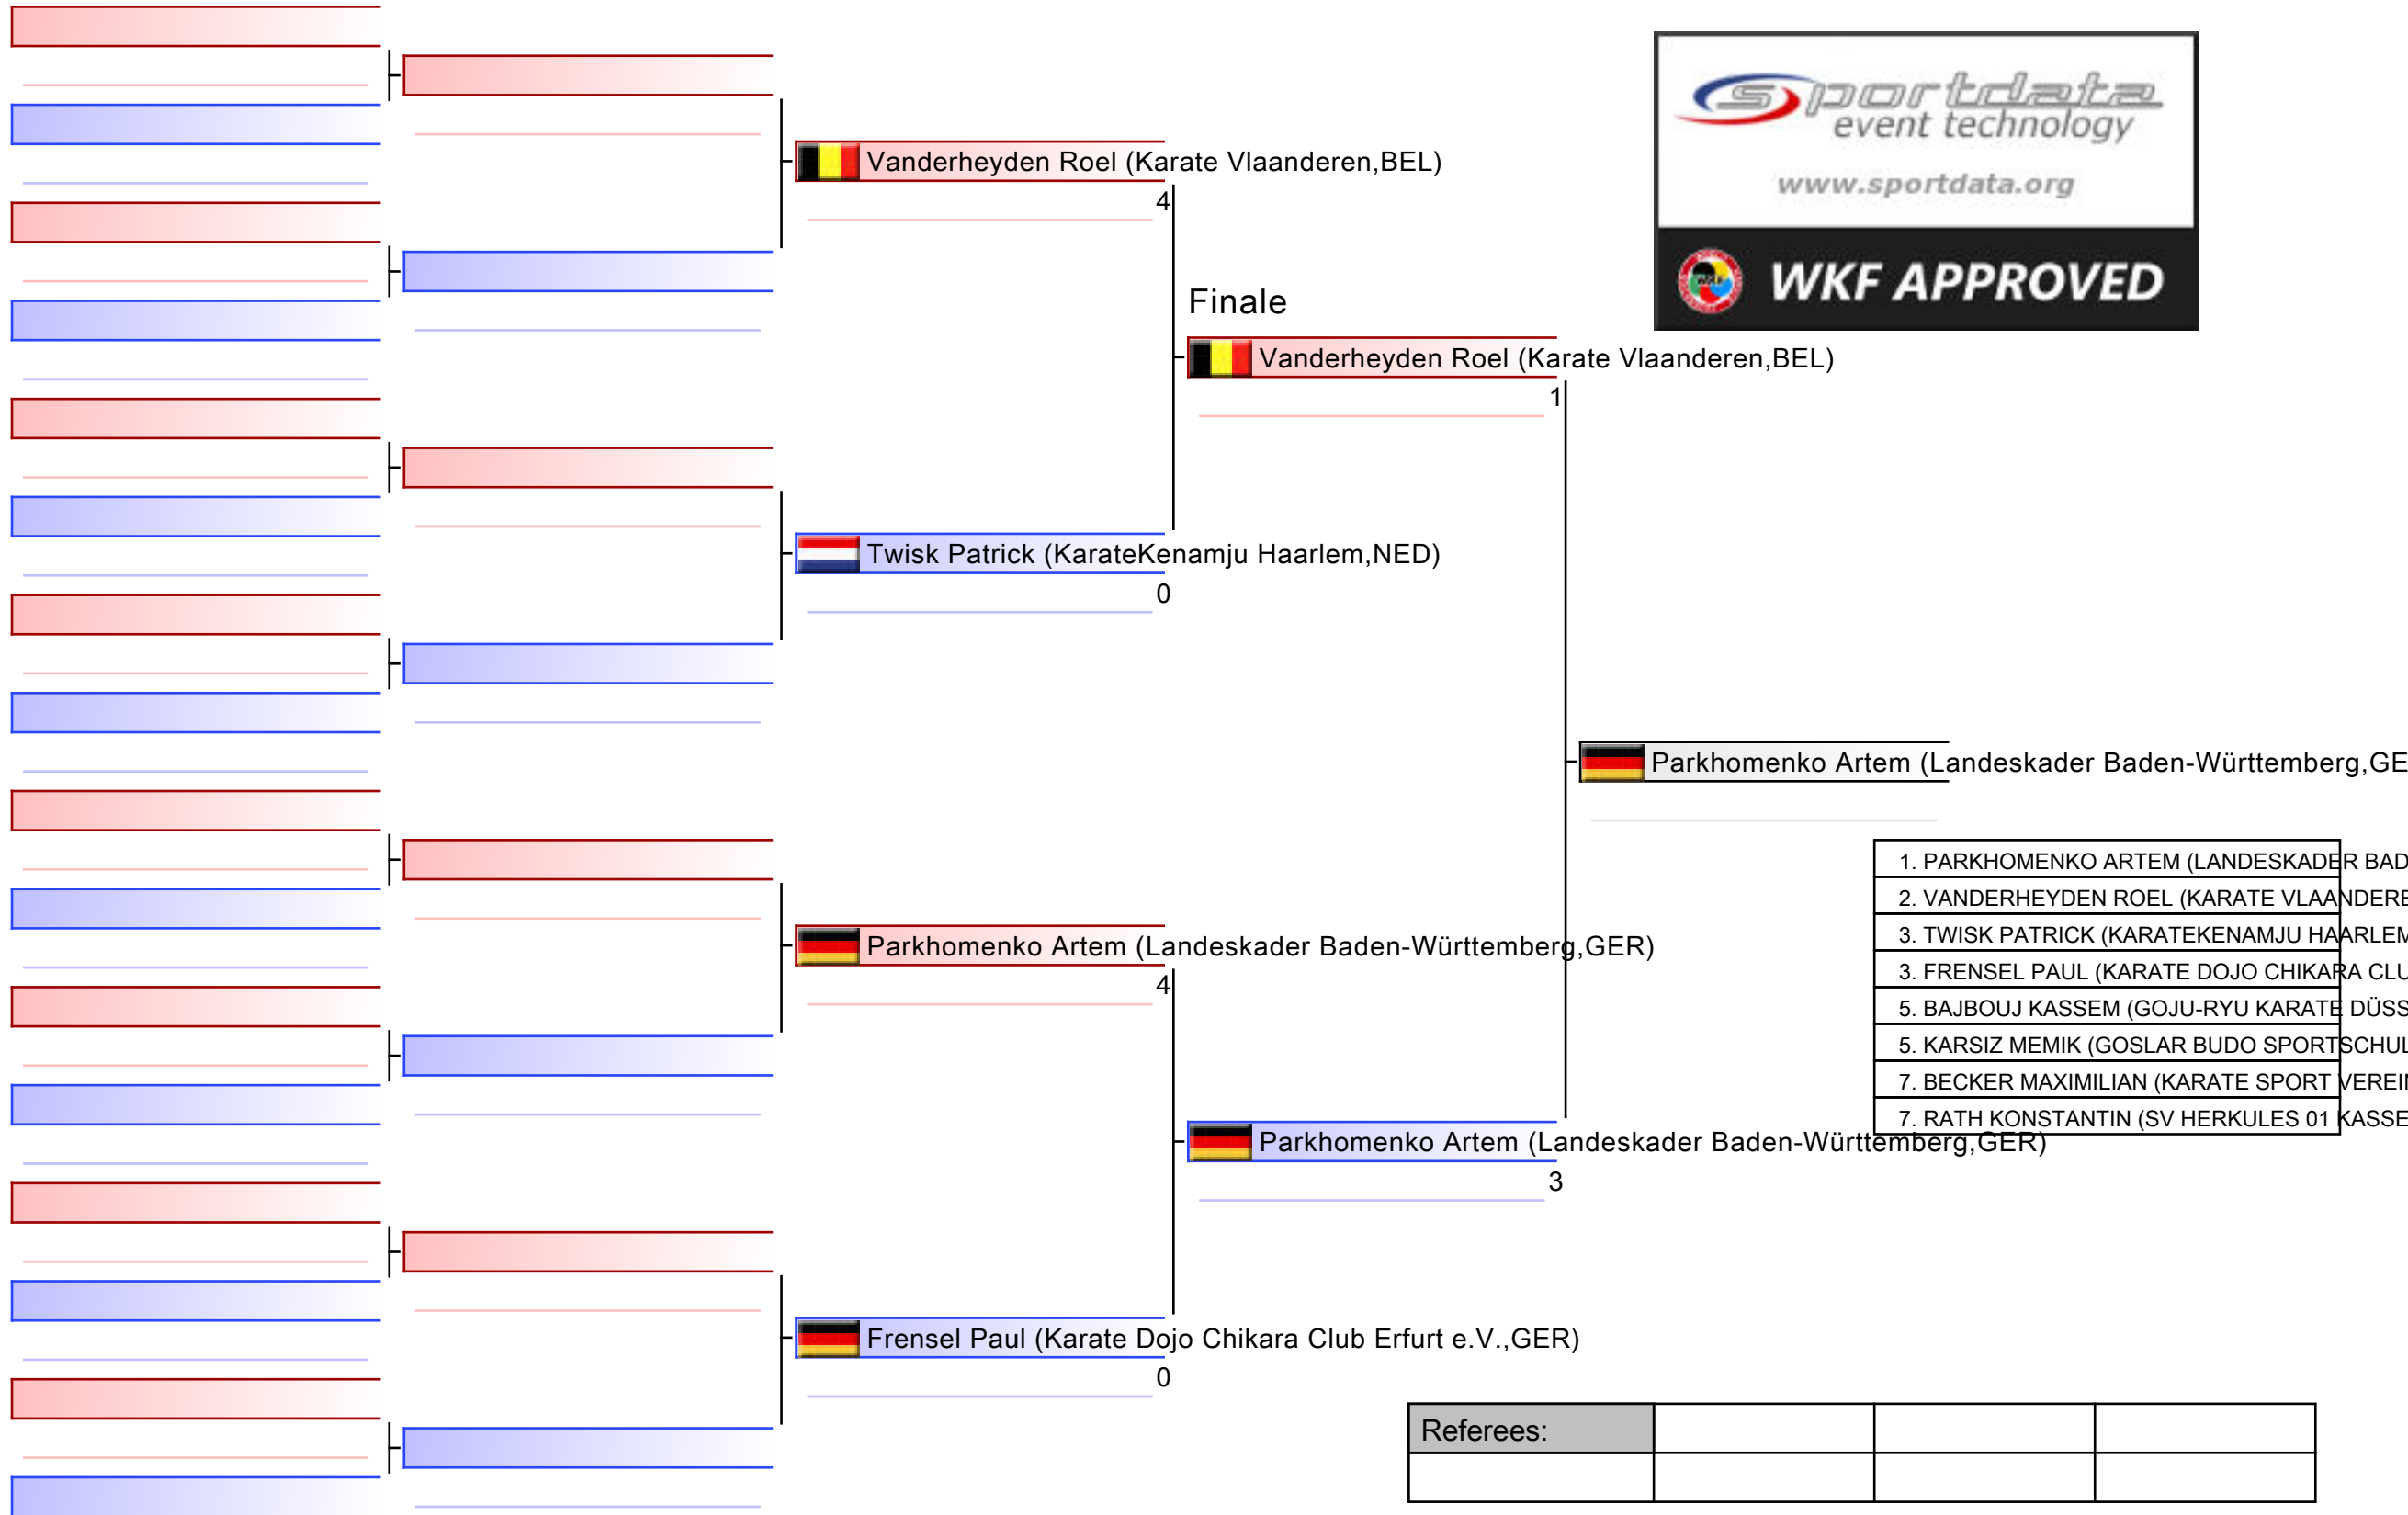 sportdata
event technology
www.sportdata.org
WKF
WKF APPROVED
Vanderheyden Roel (Karate Vlaanderen,BEL)
4
Finale
Vanderheyden Roel (Karate Vlaanderen,BEL)
1
Twisk Patrick (KarateKenamju Haarlem,NED)
0
Parkhomenko Artem (Landeskader Baden-Württemberg,GE
1. PARKHOMENKO ARTEM (LANDESKADER BAD
2. VANDERHEYDEN ROEL (KARATE VLAANDERE
3. TWISK PATRICK (KARATEKENAMJU HAARLEM
3. FRENSEL PAUL (KARATE DOJO CHIKARA CLU
5. BAJBOUJ KASSEM (GOJU-RYU KARATE DÜSS
5. KARSIZ MEMIK (GOSLAR BUDO SPORTSCHUL
7. BECKER MAXIMILIAN (KARATE SPORT VEREIN
7. RATH KONSTANTIN (SV HERKULES 01 KASSE
Parkhomenko Artem (Landeskader Baden-Württemberg,GER)
4
Parkhomenko Artem (Landeskader Baden-Württemberg,GER)
3
Frensel Paul (Karate Dojo Chikara Club Erfurt e.V.,GER)
0
Referees: